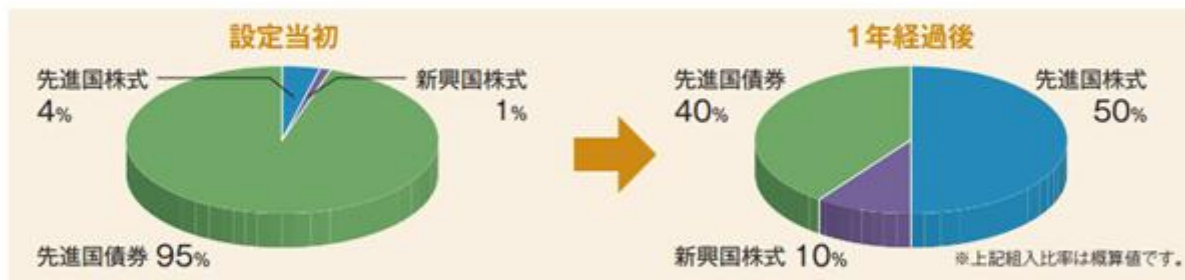 設定当初
先進国株式
4%
新興国株式
1%
先進国債券 95%
1年経過後
先進国債券
40%
先進国株式
50%
新興国株式 10%
※上記組入比率は概算値です。